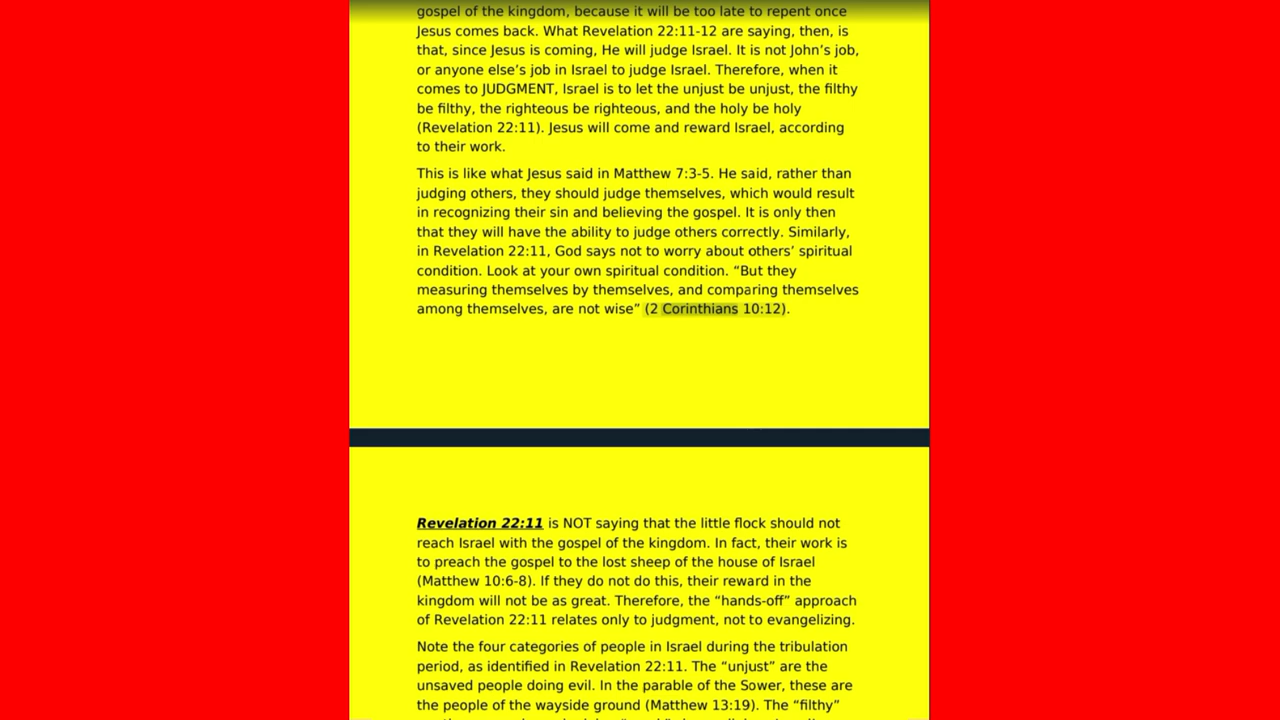 gospel of the kingdom, because it will be too late to repent once
Jesus comes back. What Revelation 22:11-12 are saying, then, is
that, since Jesus is coming, He will judge Israel. It is not John’s job,
or anyone else’s job in Israel to judge Israel. Therefore, when it
comes to JUDGMENT, Israel is to let the unjust be unjust, the filthy
be filthy, the righteous be righteous, and the holy be holy
(Revelation 22:11). Jesus will come and reward Israel, according
to their work.
This is like what Jesus said in Matthew 7:3-5. He said, rather than
judging others, they should judge themselves, which would result
in recognizing their sin and believing the gospel. It is only then
that they will have the ability to judge others correctly. Similarly,
in Revelation 22:11, God says not to worry about others’ spiritual
condition. Look at your own spiritual condition. “But they
measuring themselves by themselves, and comparing themselves
among themselves, are not wise” (2 Corinthians 10:12).
Revelation 22:11 is NOT saying that the little flock should not
reach Israel with the gospel of the kingdom. In fact, their work is
to preach the gospel to the lost sheep of the house of Israel
(Matthew 10:6-8). If they do not do this, their reward in the
kingdom will not be as great. Therefore, the “hands-off” approach
of Revelation 22:11 relates only to judgment, not to evangelizing.
Note the four categories of people in Israel during the tribulation
period, as identified in Revelation 22:11. The “unjust” are the
unsaved people doing evil. In the parable of the Sower, these are
the people of the wayside ground (Matthew 13:19). The “filthy”